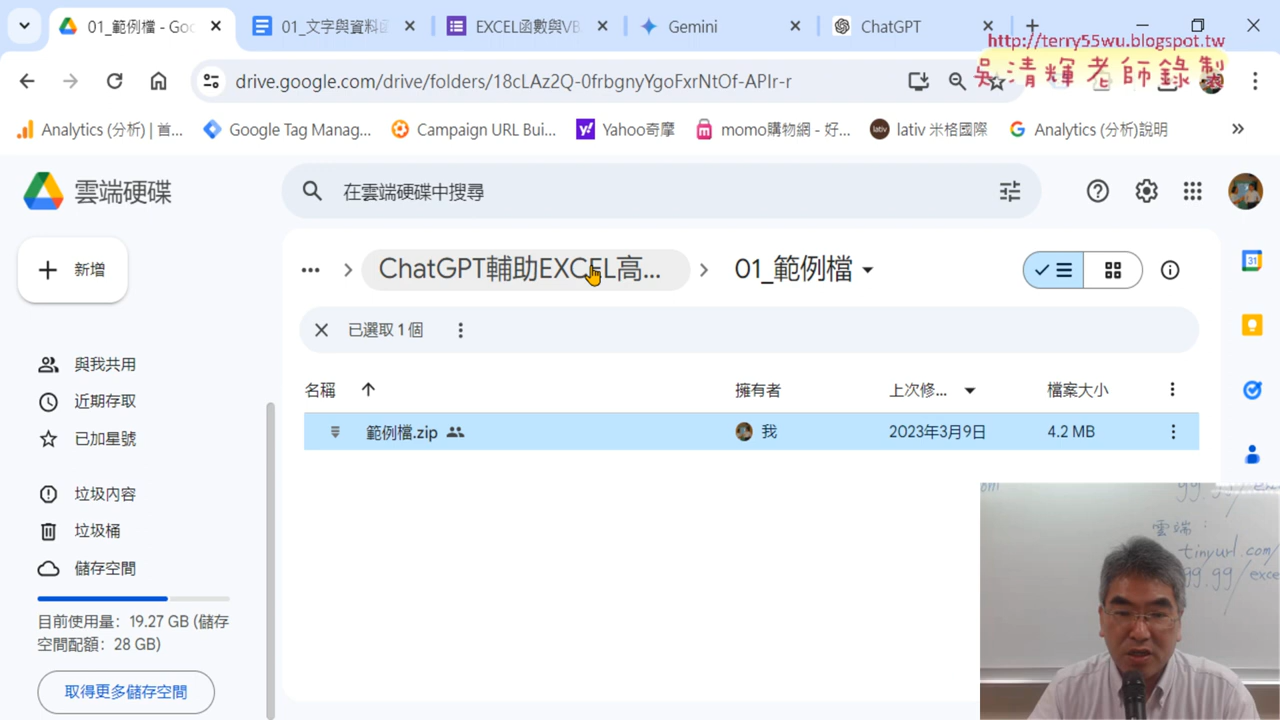 01_範例檔 - Goo
01_文字與資料函
EXCEL函數與VB
Gemini
ChatGPT
http://terry55wu.blogspot.tw
吳清輝老師錄製
drive.google.com/drive/folders/18cLAz2Q-0frbgnyYgoFxrNtOf-APIr-r
Analytics (分析) | 首...
Google Tag Manag...
Campaign URL Bui...
Yahoo奇摩
momo購物網 - 好...
lativ 米格國際
Analytics (分析)說明
雲端硬碟
在雲端硬碟中搜尋
新增
ChatGPT輔助EXCEL高...
01_範例檔
已選取 1 個
與我共用
近期存取
已加星號
垃圾內容
垃圾桶
儲存空間
目前使用量：19.27 GB (儲存
空間配額：28 GB)
取得更多儲存空間
名稱
擁有者
上次修...
檔案大小
範例檔.zip
我
2023年3月9日
4.2 MB
31
雲端：
tinyurl.com/
gg.gg/exce